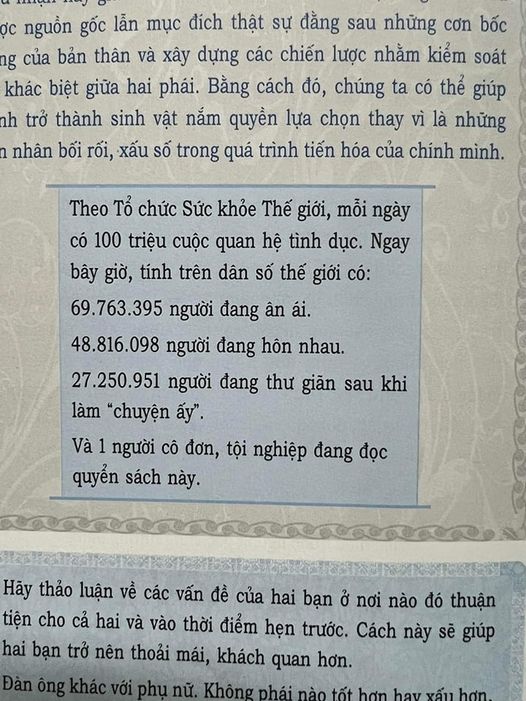 ợc nguồn gốc lẫn mục đích thật sự đằng sau những cơn bốc
ng của bản thân và xây dựng các chiến lược nhằm kiểm soát
khác biệt giữa hai phái. Bằng cách đó, chúng ta có thể giúp
nh trở thành sinh vật nắm quyền lựa chọn thay vì là những
n nhân bối rối, xấu số trong quá trình tiến hóa của chính mình.
Theo Tổ chức Sức khỏe Thế giới, mỗi ngày
có 100 triệu cuộc quan hệ tình dục. Ngay
bây giờ, tính trên dân số thế giới có:
69.763.395 người đang ân ái.
48.816.098 người đang hôn nhau.
27.250.951 người đang thư giãn sau khi
làm “chuyện ấy”.
Và 1 người cô đơn, tội nghiệp đang đọc
quyển sách này.
Hãy thảo luận về các vấn đề của hai bạn ở nơi nào đó thuận
tiện cho cả hai và vào thời điểm hẹn trước. Cách này sẽ giúp
hai bạn trở nên thoải mái, khách quan hơn.
Đàn ông khác với phụ nữ. Không phái nào tốt hơn hay xấu hơn.